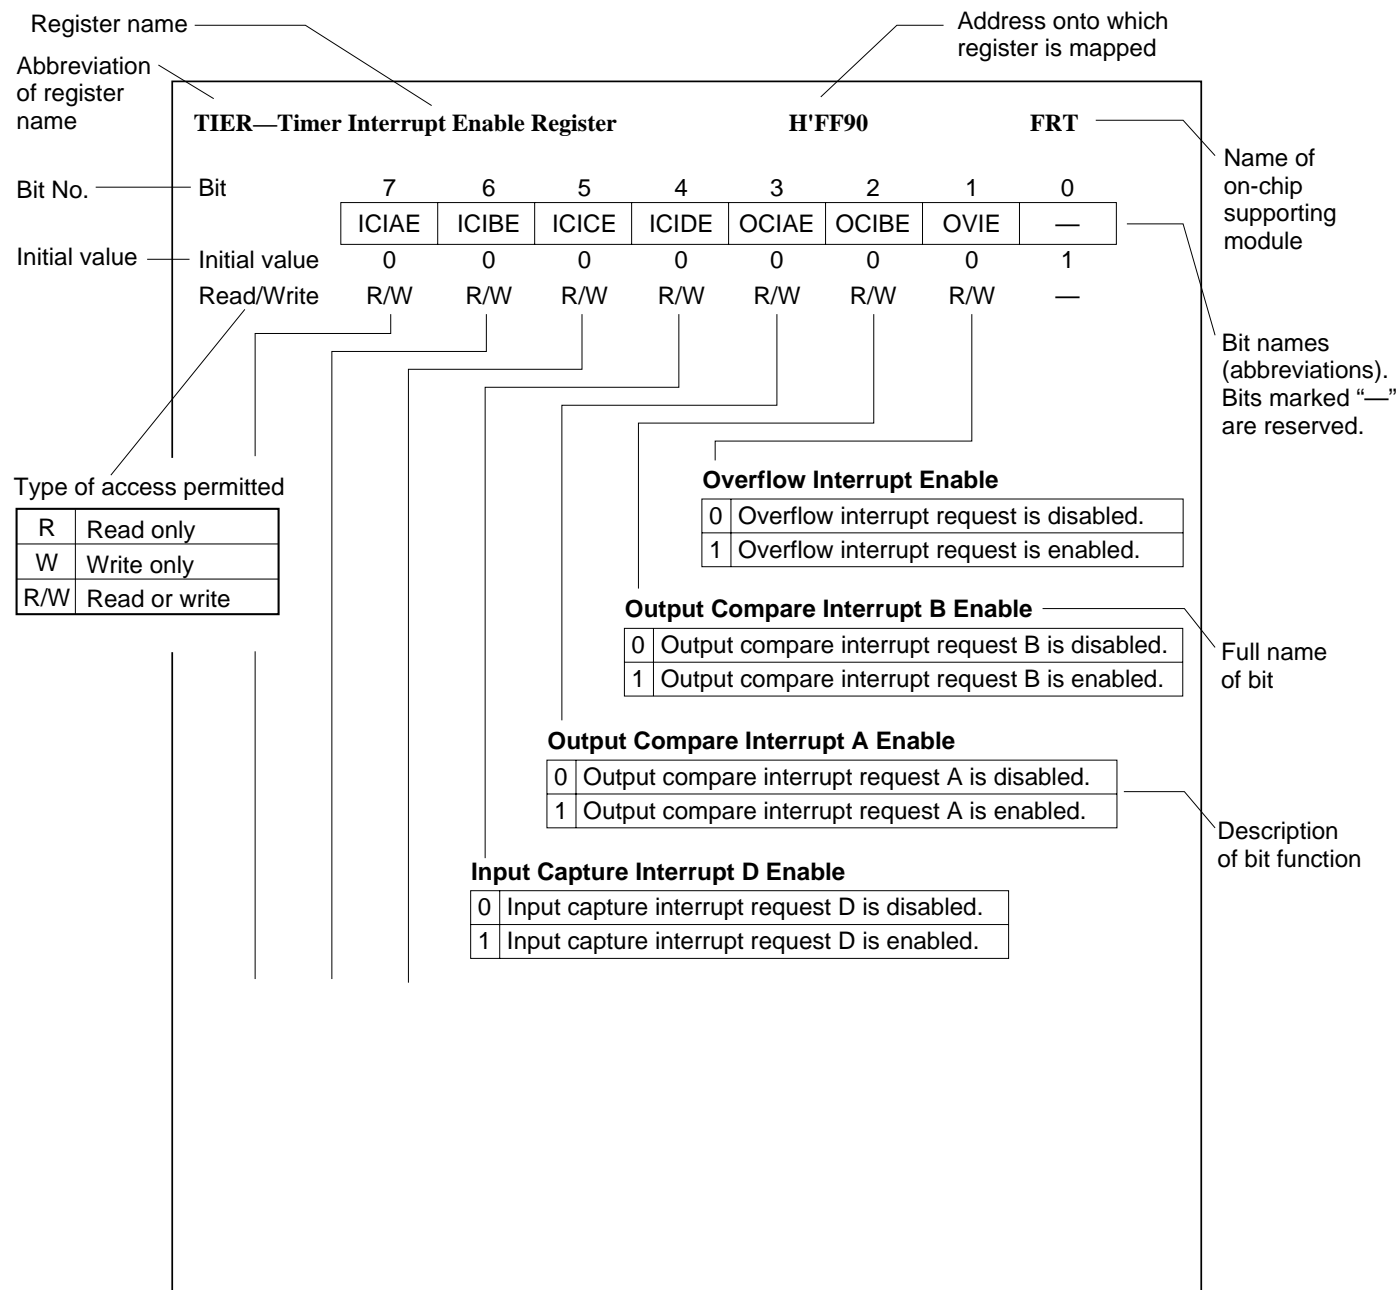 Register name
Address onto which
register is mapped
Abbreviation
of register
name
TIER—Timer Interrupt Enable Register H'FF90 FRT
Name of
on-chip
supporting
module
Bit No. Bit 7 6 5 4 3 2 1 0
ICIAE ICIBE ICICE ICIDE OCIAE OCIBE OVIE —
Initial value Initial value 0 0 0 0 0 0 0 1
Read/Write R/W R/W R/W R/W R/W R/W R/W —
Bit names
(abbreviations).
Bits marked “—”
are reserved.
Type of access permitted
R Read only
W Write only
R/W Read or write
Overflow Interrupt Enable
0 Overflow interrupt request is disabled.
1 Overflow interrupt request is enabled.
Output Compare Interrupt B Enable
0 Output compare interrupt request B is disabled.
1 Output compare interrupt request B is enabled.
Full name
of bit
Output Compare Interrupt A Enable
0 Output compare interrupt request A is disabled.
1 Output compare interrupt request A is enabled.
Description
of bit function
Input Capture Interrupt D Enable
0 Input capture interrupt request D is disabled.
1 Input capture interrupt request D is enabled.